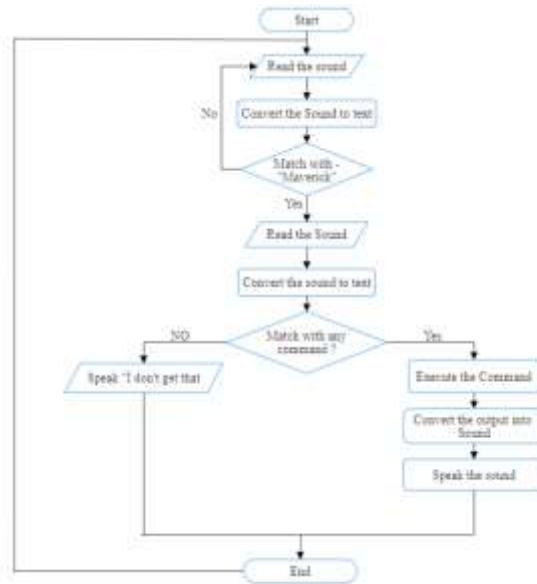 Start
Read the sound
Convert the Sound to text
No
Match with -
"Maverick"
Yes
Read the Sound
Convert the sound to text
NO
Match with any
command ?
Yes
Speak "I don't get that
Execute the Command
Convert the output into
Sound
Speak the sound
End